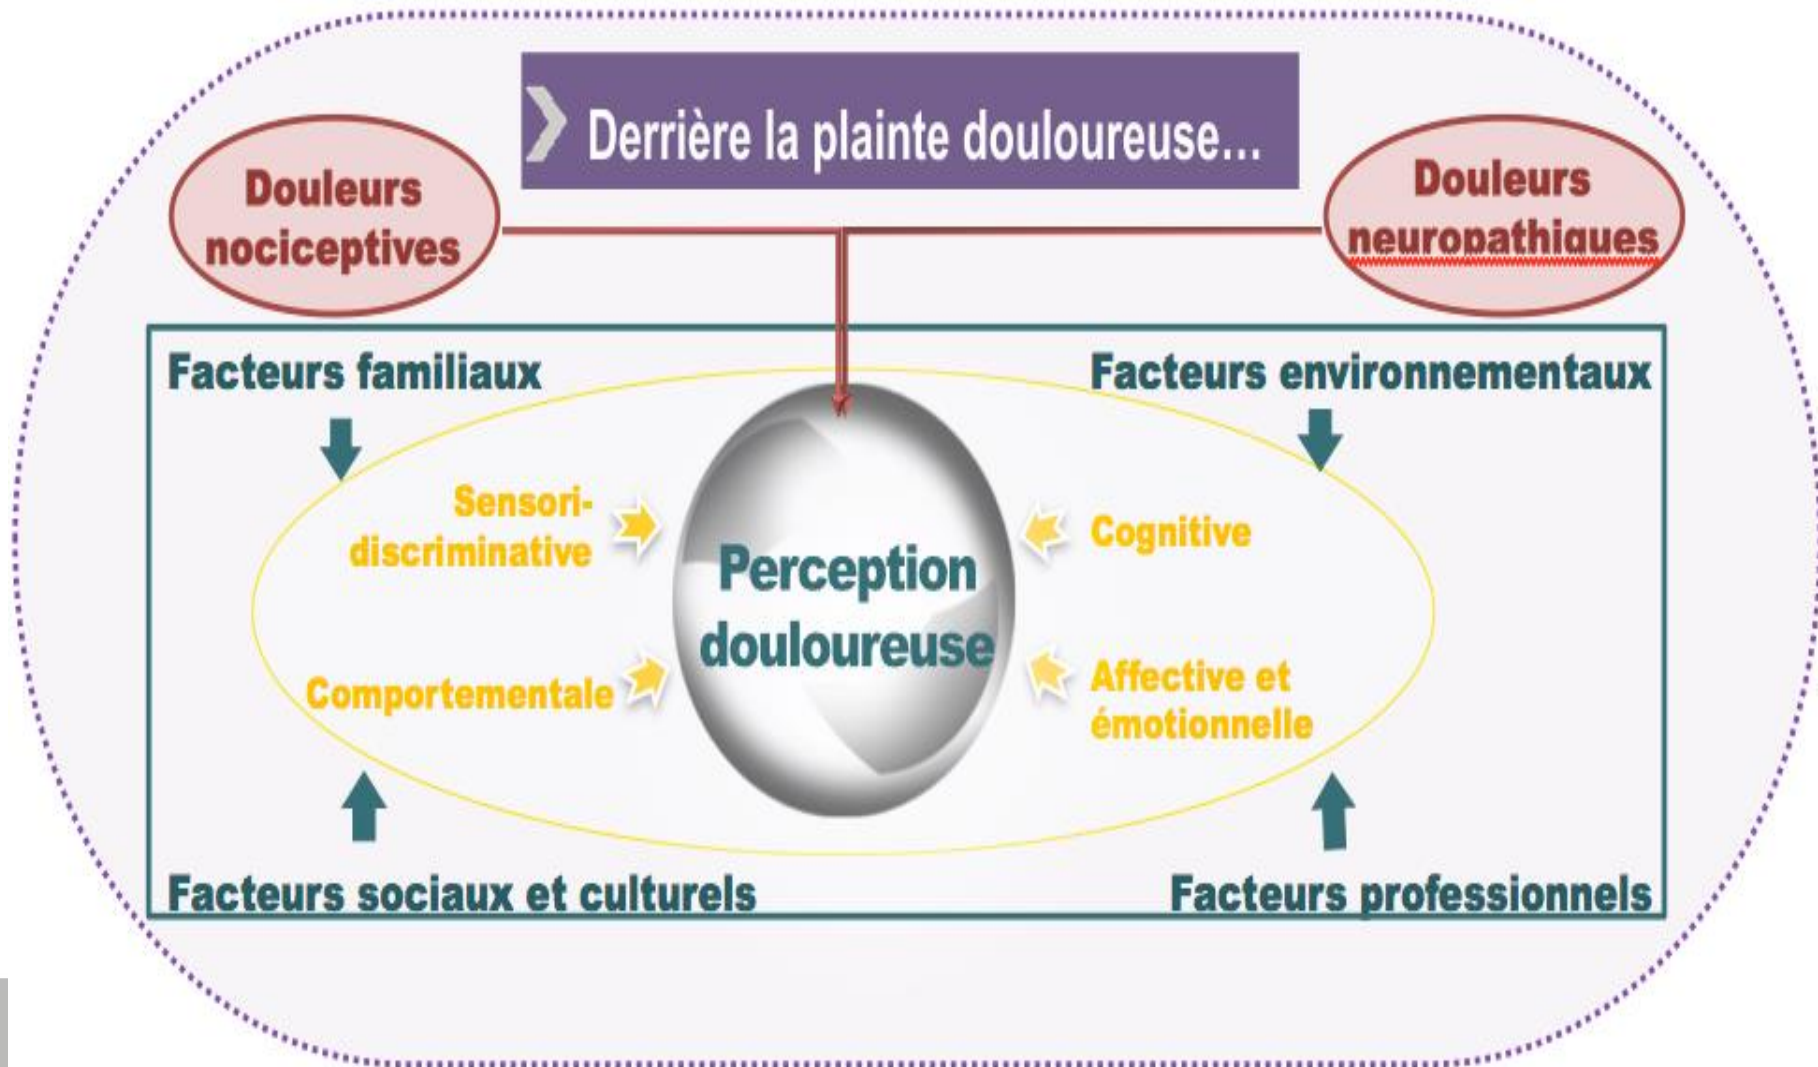 Derrière la plainte douloureuse...
Douleurs
nociceptives
Douleurs
neuropathiques
Facteurs familiaux
Facteurs environnementaux
Sensori-
discriminative
Cognitive
Perception
douloureuse
Comportementale
Affective et
émotionnelle
Facteurs sociaux et culturels
Facteurs professionnels